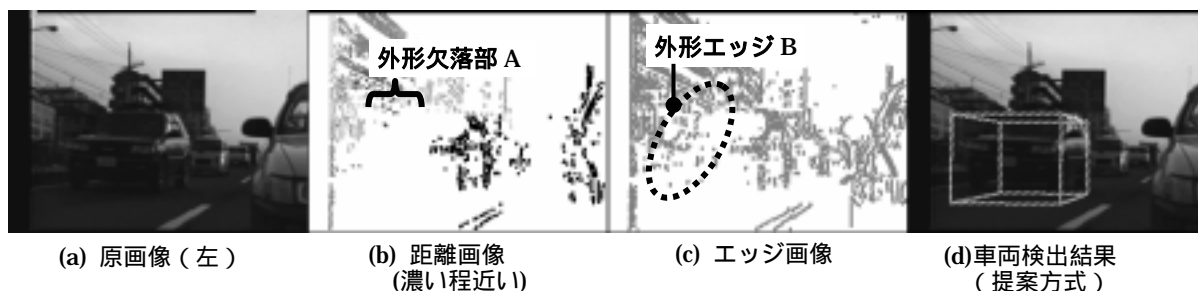 外形欠落部 A
外形エッジ B
(a) 原画像（左）
(b) 距離画像
(濃い程近い)
(c) エッジ画像
(d)車両検出結果
（提案方式）